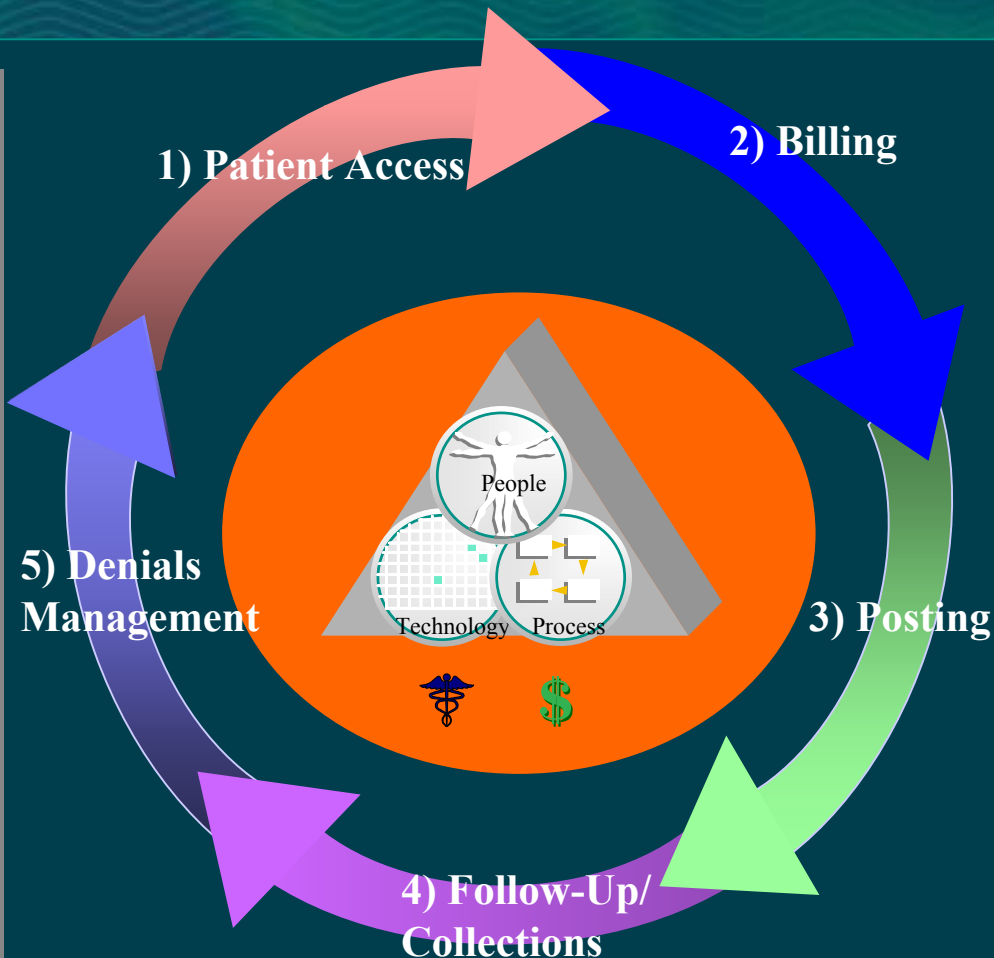 1) Patient Access
2) Billing
3) Posting
4) Follow-Up/
Collections
5) Denials
Management
People
Technology
Process
$